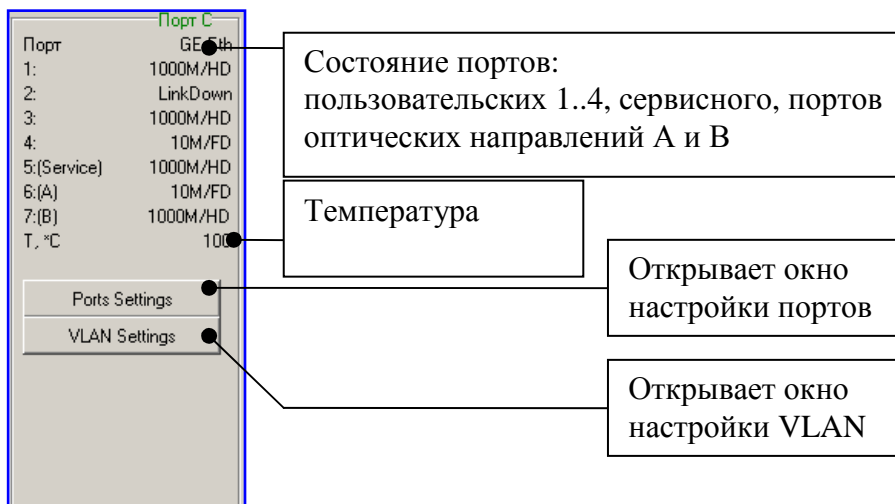 Порт С
Порт GE Eth
1: 1000M/HD
2: LinkDown
3: 1000M/HD
4: 10M/FD
5:(Service) 1000M/HD
6:(A) 10M/FD
7:(B) 1000M/HD
T, *C 100
Ports Settings
VLAN Settings
Состояние портов:
пользовательских 1..4, сервисного, портов
оптических направлений А и В
Температура
Открывает окно
настройки портов
Открывает окно
настройки VLAN